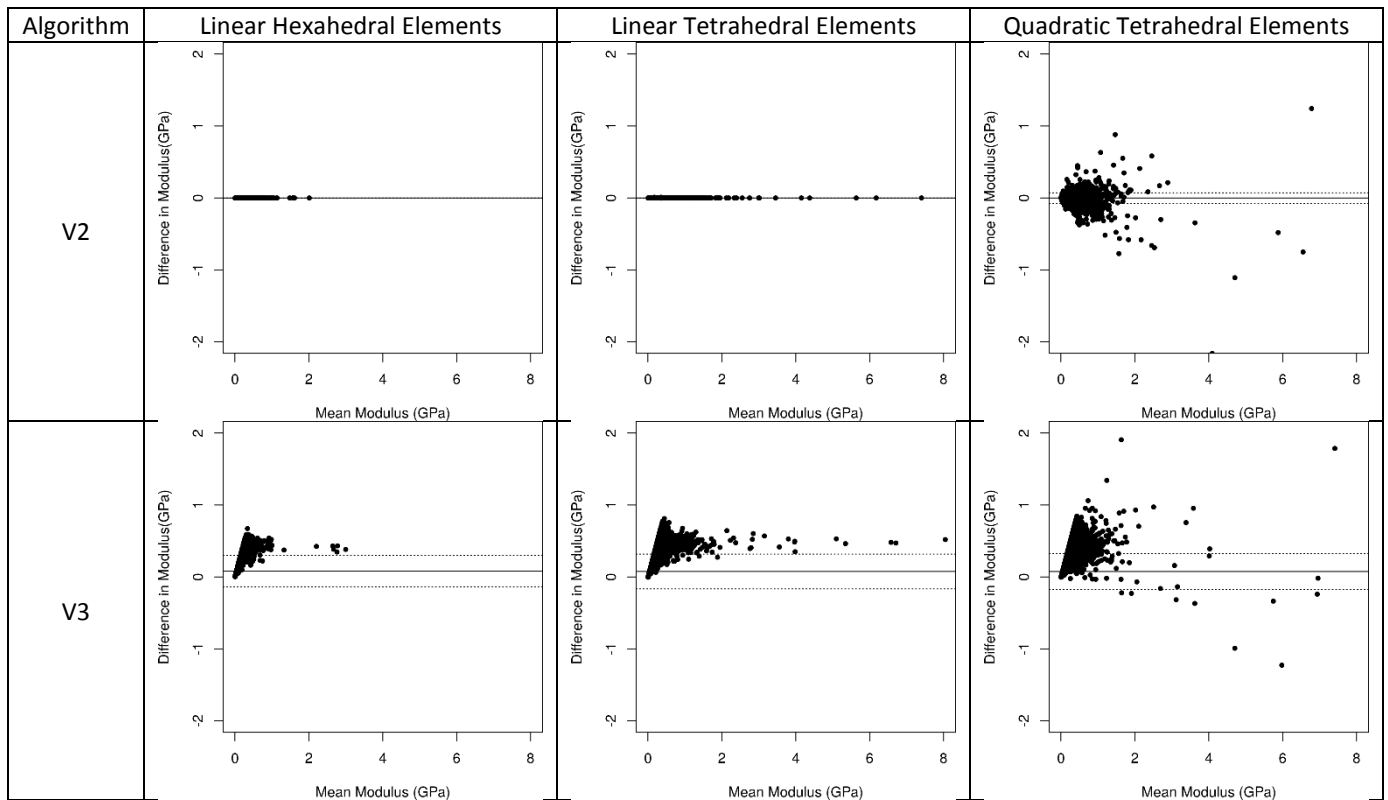 Algorithm Linear Hexahedral Elements Linear Tetrahedral Elements Quadratic Tetrahedral Elements
V2
Difference in Modulus(GPa)
2
1
0
-1
-2
0 2 4 6 8
Mean Modulus (GPa)
Difference in Modulus(GPa)
2
1
0
-1
-2
0 2 4 6 8
Mean Modulus (GPa)
Difference in Modulus(GPa)
2
1
0
-1
-2
0 2 4 6 8
Mean Modulus (GPa)
V3
Difference in Modulus(GPa)
2
1
0
-1
-2
0 2 4 6 8
Mean Modulus (GPa)
Difference in Modulus(GPa)
2
1
0
-1
-2
0 2 4 6 8
Mean Modulus (GPa)
Difference in Modulus(GPa)
2
1
0
-1
-2
0 2 4 6 8
Mean Modulus (GPa)